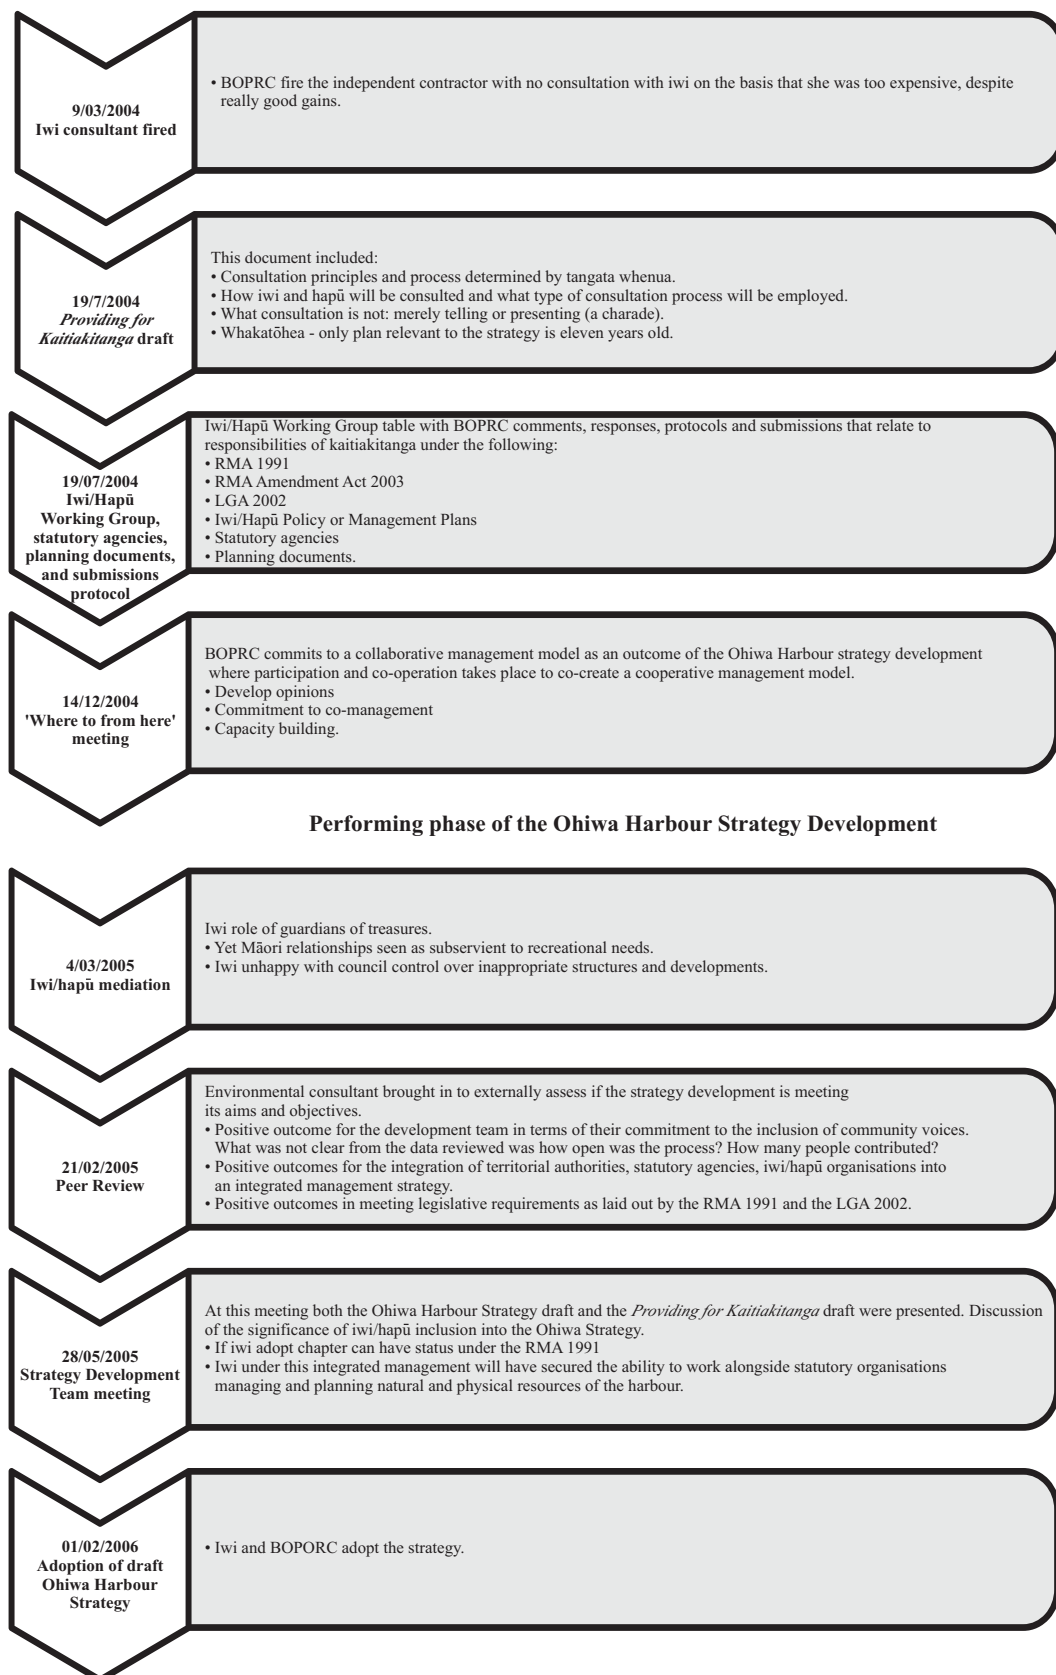 9/03/2004
Iwi consultant fired
• BOPRC fire the independent contractor with no consultation with iwi on the basis that she was too expensive, despite
really good gains.
19/7/2004
Providing for
Kaitiakitanga draft
This document included:
• Consultation principles and process determined by tangata whenua.
• How iwi and hapū will be consulted and what type of consultation process will be employed.
• What consultation is not: merely telling or presenting (a charade).
• Whakatōhea - only plan relevant to the strategy is eleven years old.
19/07/2004
Iwi/Hapū
Working Group,
statutory agencies,
planning documents,
and submissions
protocol
Iwi/Hapū Working Group table with BOPRC comments, responses, protocols and submissions that relate to
responsibilities of kaitiakitanga under the following:
• RMA 1991
• RMA Amendment Act 2003
• LGA 2002
• Iwi/Hapū Policy or Management Plans
• Statutory agencies
• Planning documents.
14/12/2004
'Where to from here'
meeting
BOPRC commits to a collaborative management model as an outcome of the Ohiwa Harbour strategy development
where participation and co-operation takes place to co-create a cooperative management model.
• Develop opinions
• Commitment to co-management
• Capacity building.
Performing phase of the Ohiwa Harbour Strategy Development
4/03/2005
Iwi/hapū mediation
Iwi role of guardians of treasures.
• Yet Māori relationships seen as subservient to recreational needs.
• Iwi unhappy with council control over inappropriate structures and developments.
21/02/2005
Peer Review
Environmental consultant brought in to externally assess if the strategy development is meeting
its aims and objectives.
• Positive outcome for the development team in terms of their commitment to the inclusion of community voices.
What was not clear from the data reviewed was how open was the process? How many people contributed?
• Positive outcomes for the integration of territorial authorities, statutory agencies, iwi/hapū organisations into
an integrated management strategy.
• Positive outcomes in meeting legislative requirements as laid out by the RMA 1991 and the LGA 2002.
28/05/2005
Strategy Development
Team meeting
At this meeting both the Ohiwa Harbour Strategy draft and the Providing for Kaitiakitanga draft were presented. Discussion
of the significance of iwi/hapū inclusion into the Ohiwa Strategy.
• If iwi adopt chapter can have status under the RMA 1991
• Iwi under this integrated management will have secured the ability to work alongside statutory organisations
managing and planning natural and physical resources of the harbour.
01/02/2006
Adoption of draft
Ohiwa Harbour
Strategy
• Iwi and BOPORC adopt the strategy.